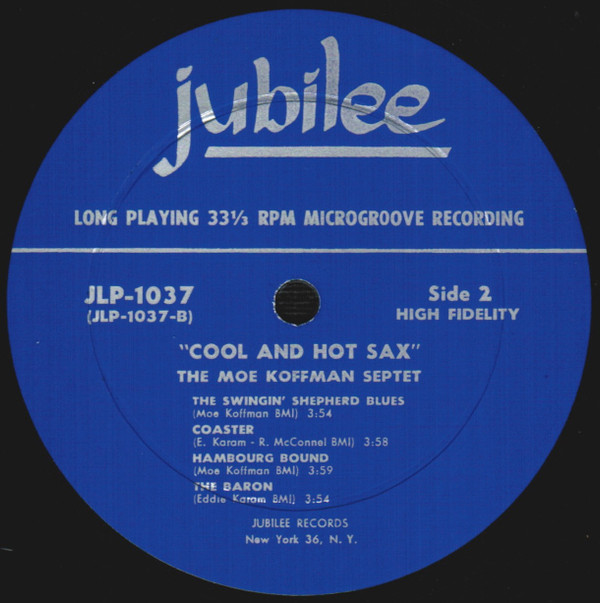 jubilee
LONG PLAYING 33⅓ RPM MICROGROOVE RECORDING
JLP-1037
(JLP-1037-B)
Side 2
HIGH FIDELITY
"COOL AND HOT SAX"
THE MOE KOFFMAN SEPTET
THE SWINGIN' SHEPHERD BLUES
(Moe Koffman BMI) 3:54
COASTER
(E. Karam - R. McConnel BMI) 3:58
HAMBOURG BOUND
(Moe Koffman BMI) 3:59
THE BARON
(Eddie Karam BMI) 3:54
JUBILEE RECORDS
New York 36, N. Y.